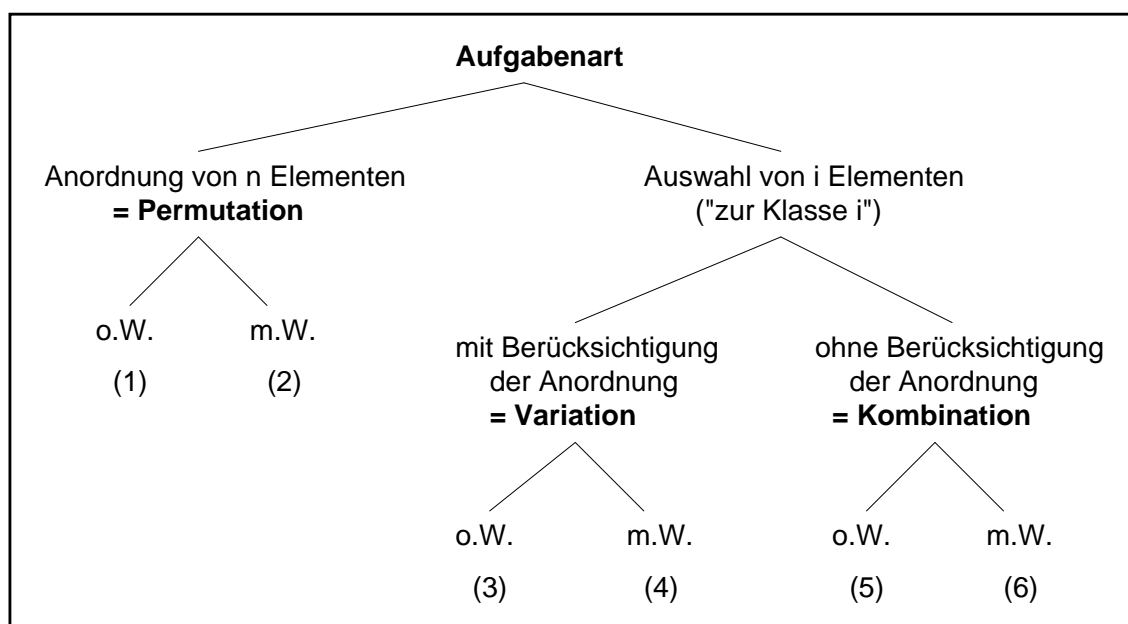 Aufgabenart
Anordnung von n Elementen
= Permutation
Auswahl von i Elementen
("zur Klasse i")
o.W.
m.W.
(1)
(2)
mit Berücksichtigung
der Anordnung
= Variation
ohne Berücksichtigung
der Anordnung
= Kombination
o.W.
m.W.
o.W.
m.W.
(3)
(4)
(5)
(6)